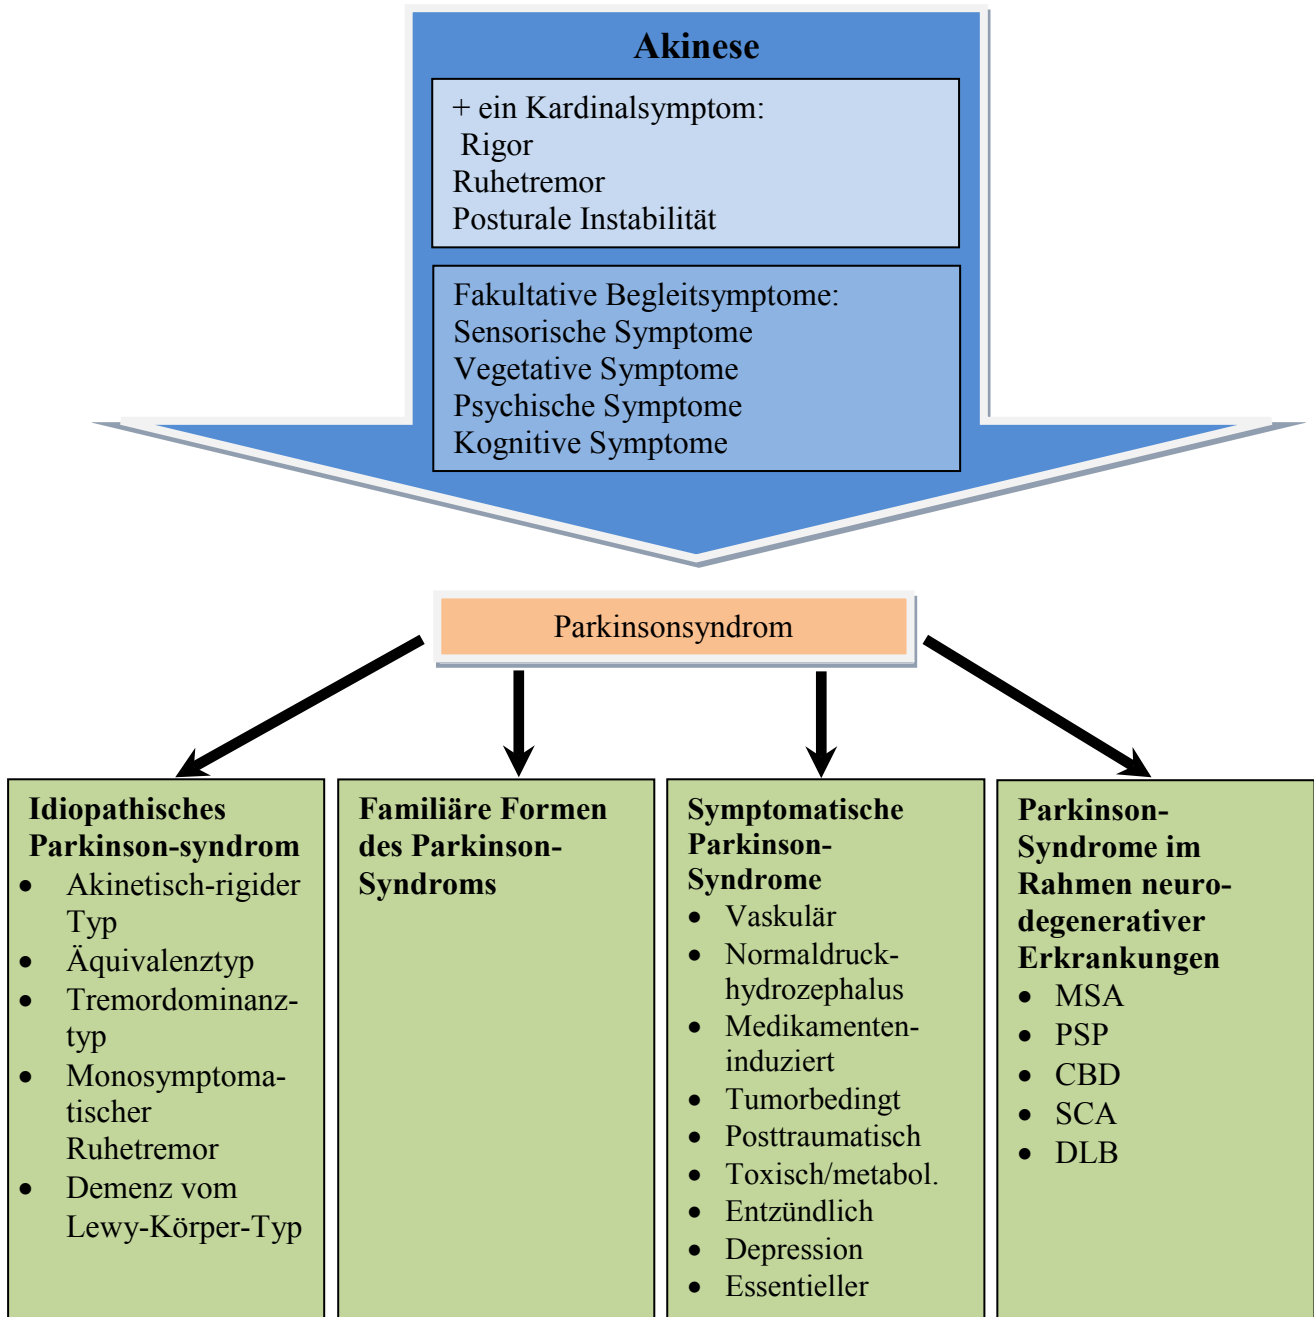 Akinese
+ ein Kardinalsymptom:
Rigor
Ruhetremor
Posturale Instabilität
Fakultative Begleitsymptome:
Sensorische Symptome
Vegetative Symptome
Psychische Symptome
Kognitive Symptome
Parkinsonsyndrom
Idiopathisches
Parkinson-syndrom
• Akinetisch-rigider
Typ
• Äquivalenztyp
• Tremordominanz-
typ
• Monosymptoma-
tischer
Ruhetremor
• Demenz vom
Lewy-Körper-Typ
Familiäre Formen
des Parkinson-
Syndroms
Symptomatische
Parkinson-
Syndrome
• Vaskulär
• Normaldruck-
hydrozephalus
• Medikamenten-
induziert
• Tumorbedingt
• Posttraumatisch
• Toxisch/metabol.
• Entzündlich
• Depression
• Essentieller
Parkinson-
Syndrome im
Rahmen neuro-
degenerativer
Erkrankungen
• MSA
• PSP
• CBD
• SCA
• DLB